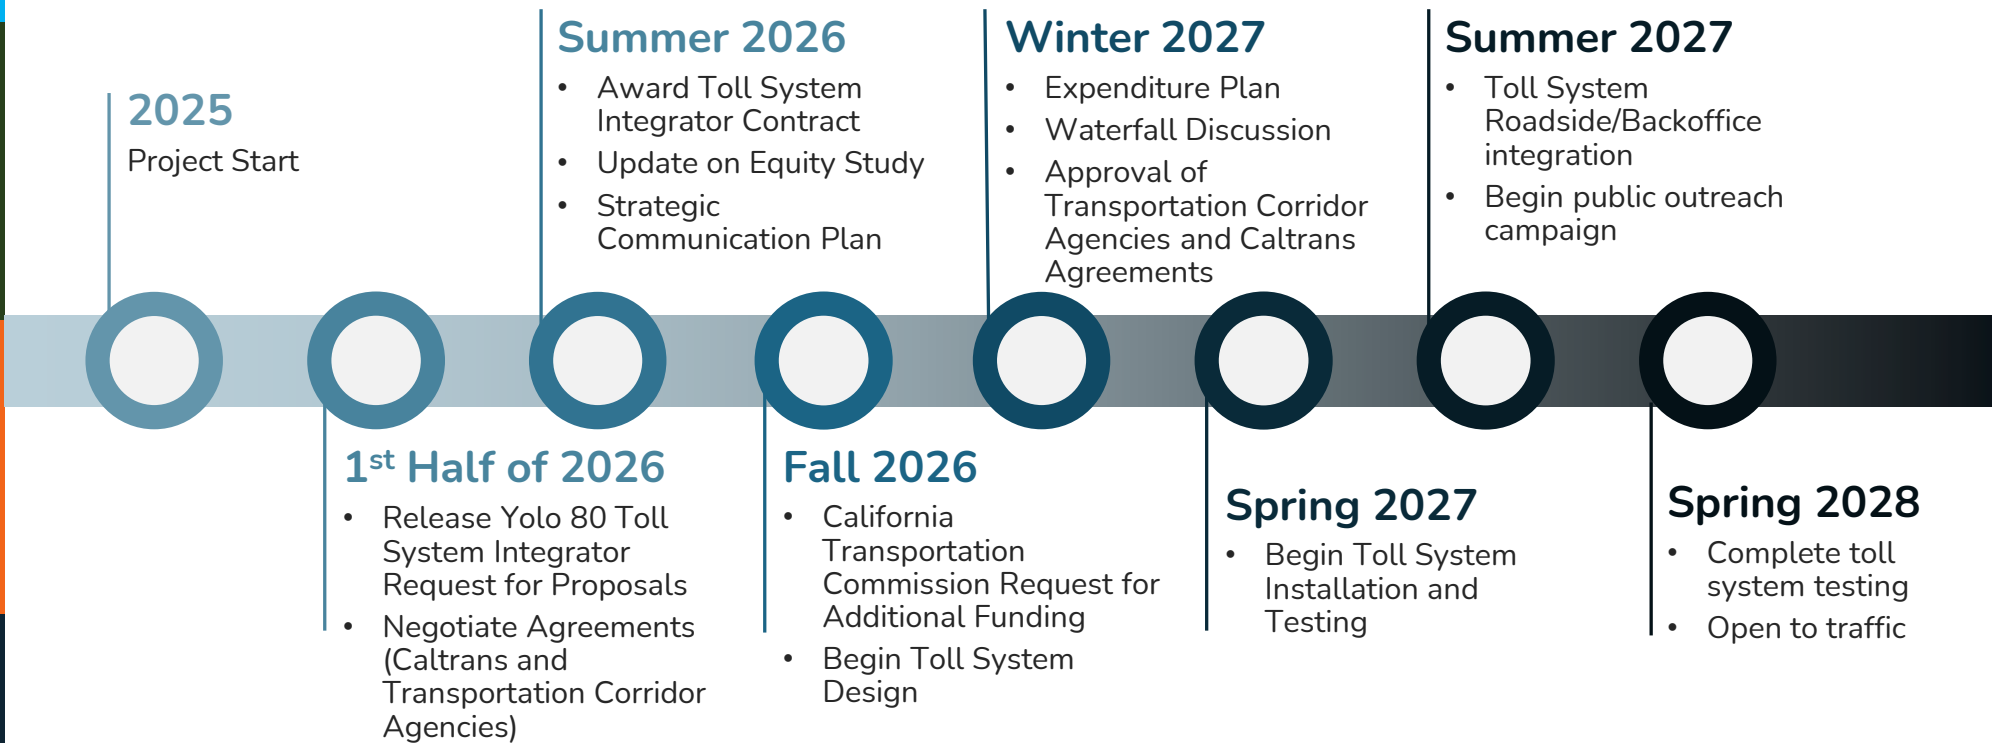 2025
Project Start
1st Half of 2026
• Release Yolo 80 Toll
System Integrator
Request for Proposals
• Negotiate Agreements
(Caltrans and
Transportation Corridor
Agencies)
Summer 2026
• Award Toll System
Integrator Contract
• Update on Equity Study
• Strategic
Communication Plan
Fall 2026
• California
Transportation
Commission Request for
Additional Funding
• Begin Toll System
Design
Winter 2027
• Expenditure Plan
• Waterfall Discussion
• Approval of
Transportation Corridor
Agencies and Caltrans
Agreements
Spring 2027
• Begin Toll System
Installation and
Testing
Summer 2027
• Toll System
Roadside/Backoffice
integration
• Begin public outreach
campaign
Spring 2028
• Complete toll
system testing
• Open to traffic